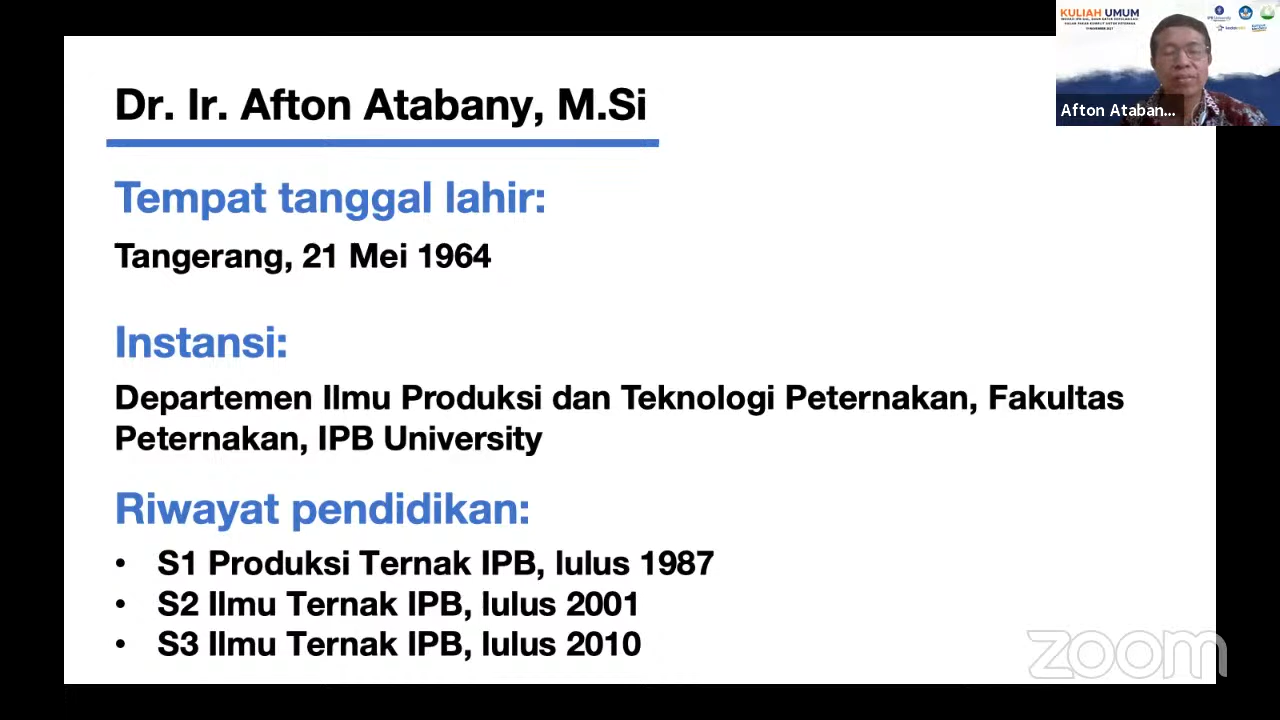 Dr. Ir. Afton Atabany, M.Si
Tempat tanggal lahir:
Tangerang, 21 Mei 1964
Instansi:
Departemen Ilmu Produksi dan Teknologi Peternakan, Fakultas
Peternakan, IPB University
Riwayat pendidikan:
• S1 Produksi Ternak IPB, lulus 1987
• S2 Ilmu Ternak IPB, lulus 2001
• S3 Ilmu Ternak IPB, lulus 2010
KULIAH UMUM
IPB University
Afton Ataban...
zoom